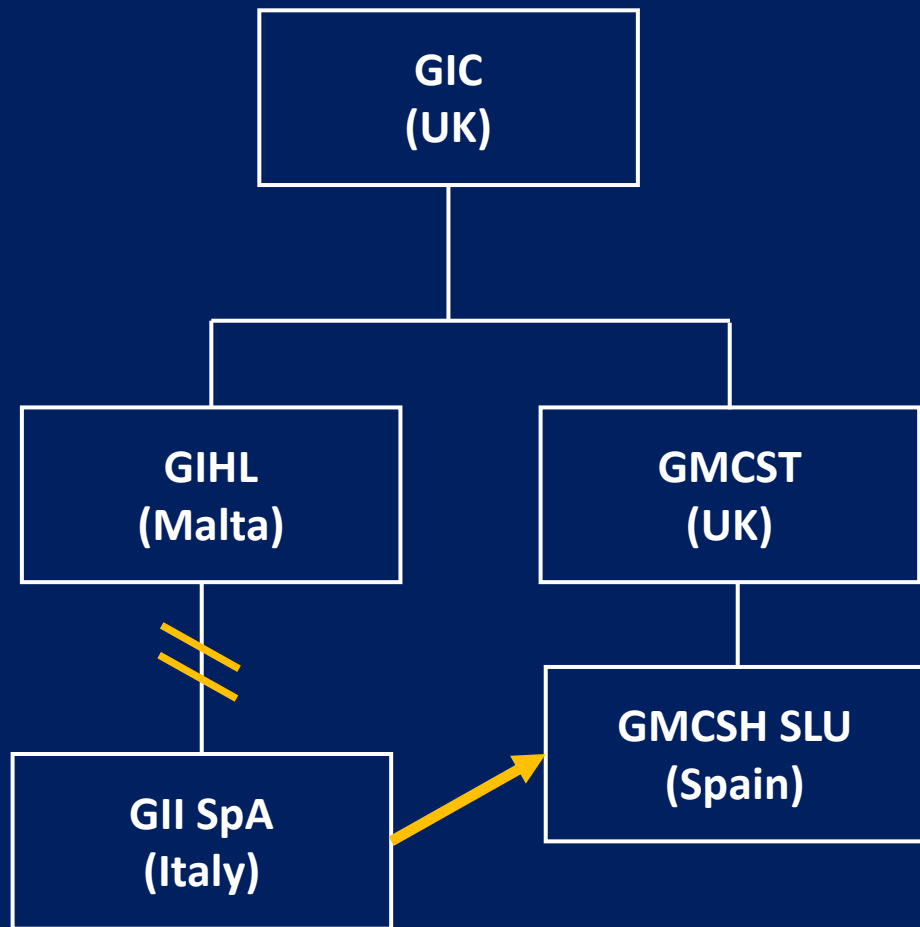 GIC
(UK)
GIHL
(Malta)
GMCST
(UK)
GMCSH SLU
(Spain)
GII SpA
(Italy)